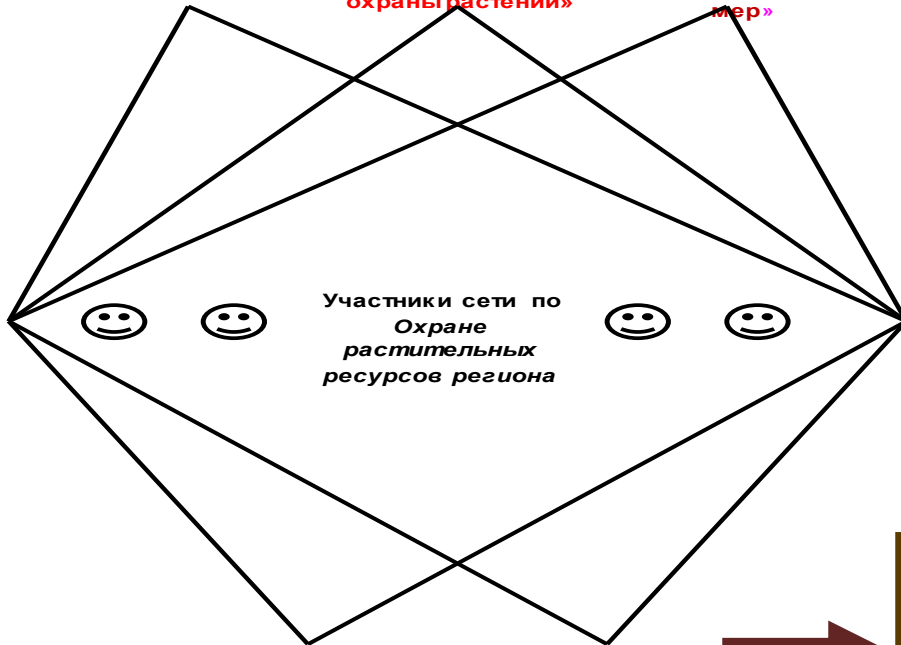 охраны растений»
мер»
Участники сети по
Охране
растительных
ресурсов региона